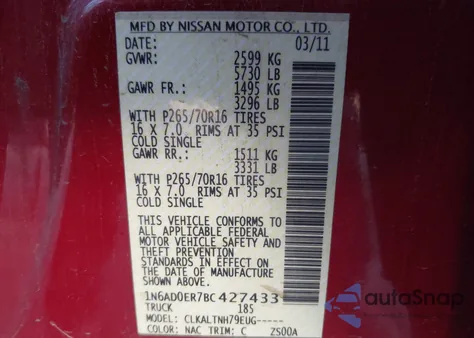 MFD BY NISSAN MOTOR CO., LTD.
DATE: 03/11
GVWR: 2599 KG
5730 LB
GAWR FR.: 1495 KG
3296 LB
WITH P265/70R16 TIRES
16 X 7.0 RIMS AT 35 PSI
COLD SINGLE
GAWR RR.: 1511 KG
3331 LB
WITH P265/70R16 TIRES
16 X 7.0 RIMS AT 35 PSI
COLD SINGLE
THIS VEHICLE CONFORMS TO
ALL APPLICABLE FEDERAL
MOTOR VEHICLE SAFETY AND
THEFT PREVENTION
STANDARDS IN EFFECT ON
THE DATE OF MANUFACTURE
SHOWN ABOVE.
1N6AD0ER7BC427433
TRUCK 185
MODEL: CLKALTNH79EUG-----
COLOR: NAC TRIM: C ZS00A
autoSnap